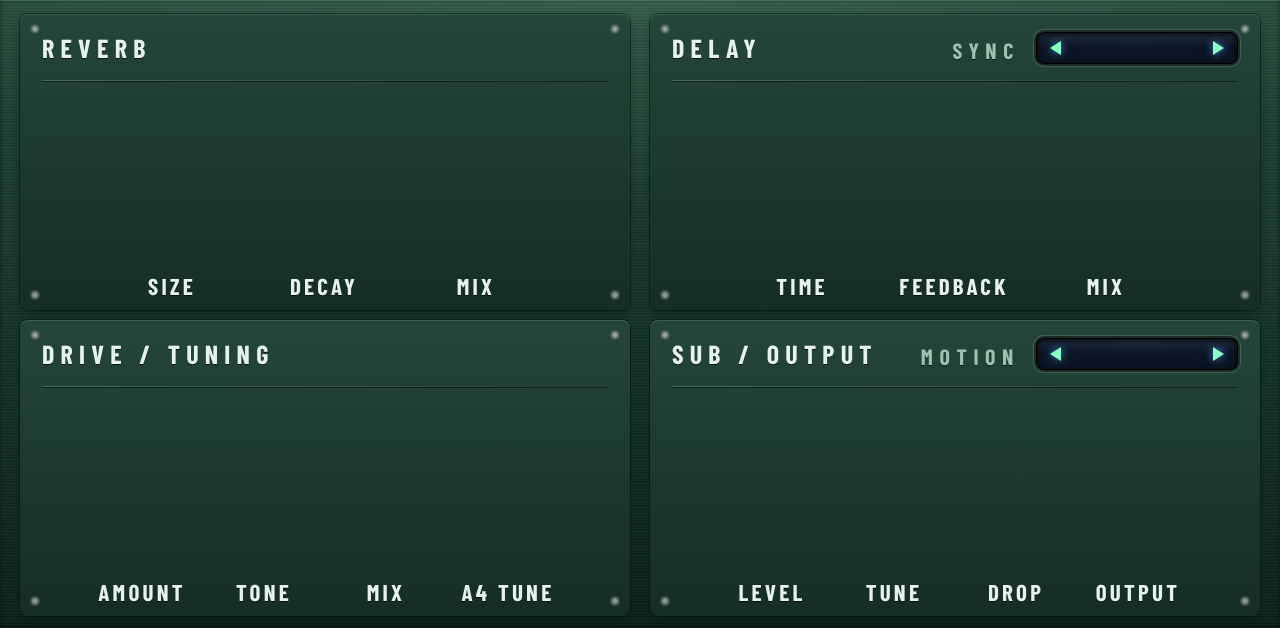 REVERB
SIZE DECAY MIX
DELAY SYNC
TIME FEEDBACK MIX
DRIVE / TUNING
AMOUNT TONE MIX A4 TUNE
SUB / OUTPUT MOTION
LEVEL TUNE DROP OUTPUT